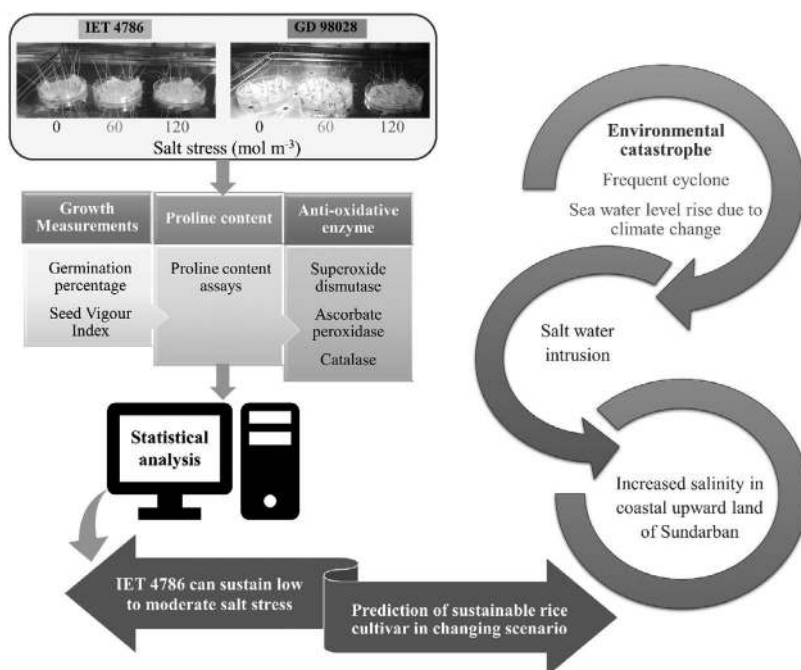 IET 4786
GD 98028
0 60 120
0 60 120
Salt stress (mol m⁻³)
Growth
Measurements
Germination
percentage
Seed Vigour
Index
Proline content
Proline content
assays
Anti-oxidative
enzyme
Superoxide
dismutase
Ascorbate
peroxidase
Catalase
Statistical
analysis
IET 4786 can sustain low
to moderate salt stress
Prediction of sustainable rice
cultivar in changing scenario
Environmental
catastrophe
Frequent cyclone
Sea water level rise due to
climate change
Salt water
intrusion
Increased salinity in
coastal upward land
of Sundarban